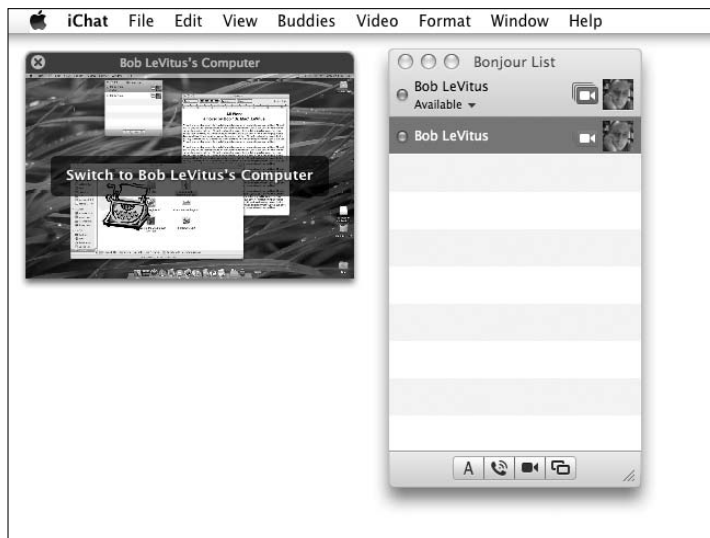 iChat File Edit View Buddies Video Format Window Help
Bob LeVitus's Computer
Switch to Bob LeVitus's Computer
Bonjour List
Bob LeVitus
Available
Bob LeVitus
A